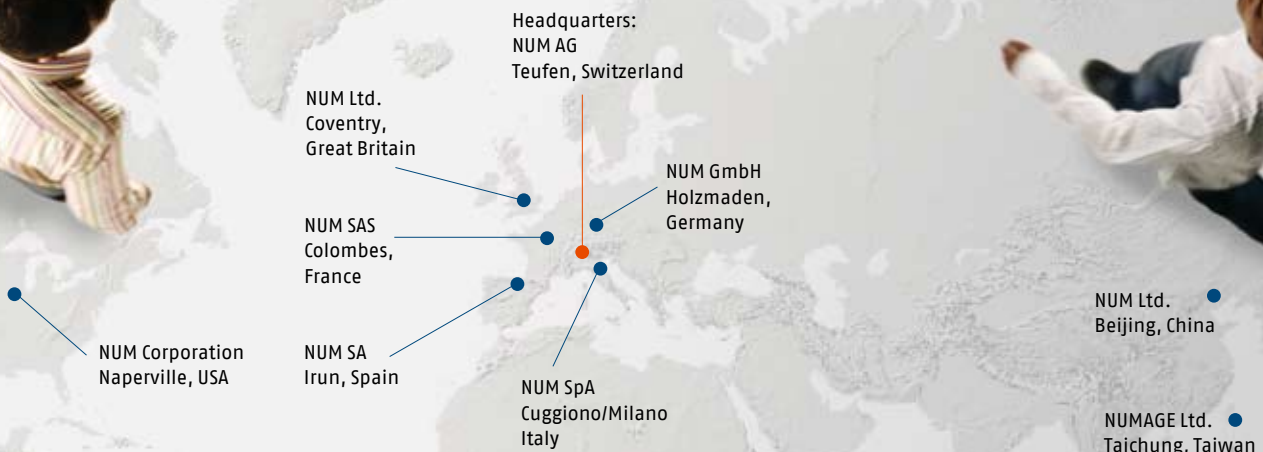 Headquarters:
NUM AG
Teufen, Switzerland
NUM Ltd.
Coventry,
Great Britain
NUM GmbH
Holzmaden,
Germany
NUM SAS
Colombes,
France
NUM Ltd.
Beijing, China
NUM Corporation
Naperville, USA
NUM SA
Irun, Spain
NUM SpA
Cuggiono/Milano
Italy
NUMAGE Ltd.
Taichung, Taiwan